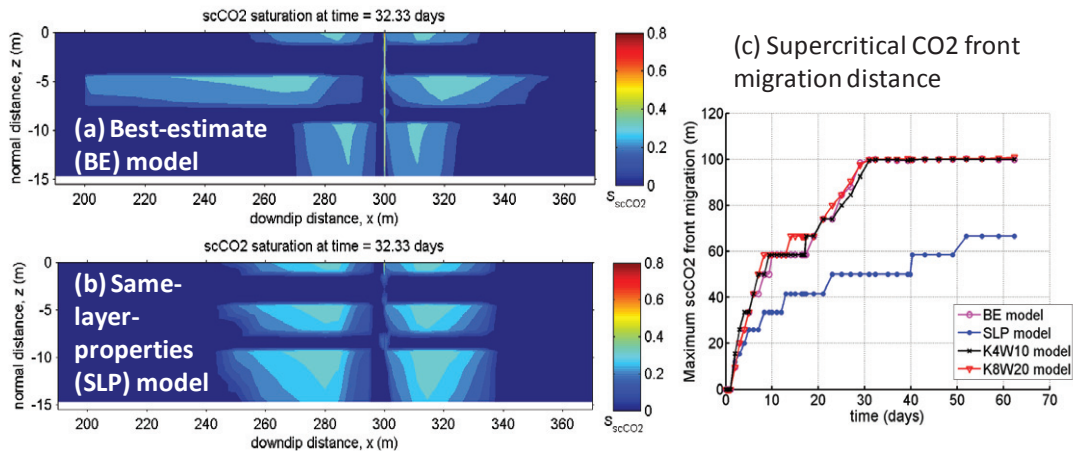 scCO2 saturation at time = 32.33 days
normal distance, z (m)
0
-5
-10
-15
(a) Best-estimate
(BE) model
200 220 240 260 280 300 320 340 360
downdip distance, x (m)
0.8
0.6
0.4
0.2
0
SscCO2
scCO2 saturation at time = 32.33 days
normal distance, z (m)
0
-5
-10
-15
(b) Same-
layer-
properties
(SLP) model
200 220 240 260 280 300 320 340 360
downdip distance, x (m)
0.8
0.6
0.4
0.2
0
SscCO2
(c) Supercritical CO2 front
migration distance
Maximum scCO2 front migration (m)
120
100
80
60
40
20
0
BE model
SLP model
K4W10 model
K8W20 model
0 10 20 30 40 50 60 70
time (days)